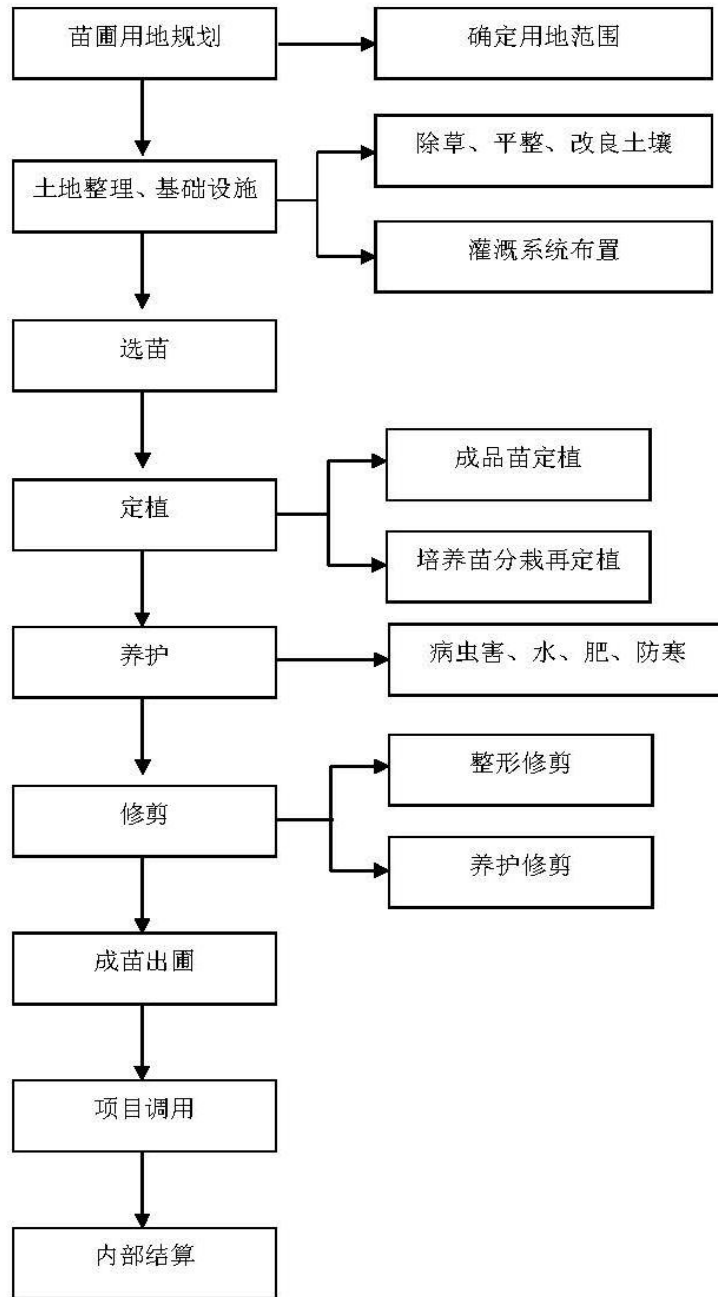 苗圃用地规划
确定用地范围
除草、平整、改良土壤
土地整理、基础设施
灌溉系统布置
选苗
成品苗定植
定植
培养苗分栽再定植
养护
病虫害、水、肥、防寒
整形修剪
修剪
养护修剪
成苗出圃
项目调用
内部结算